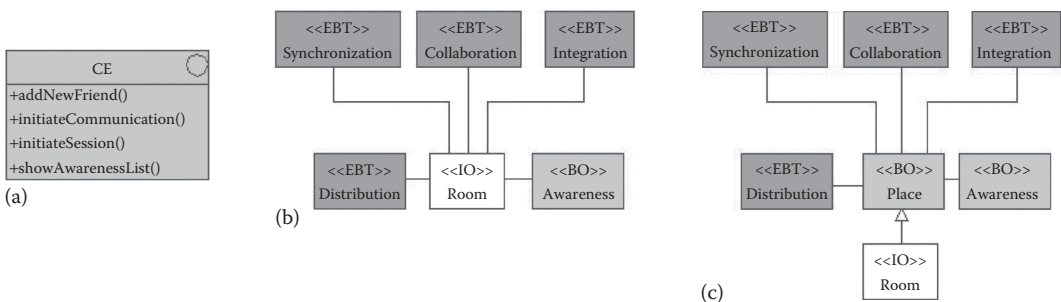 CE
+addNewFriend()
+initiateCommunication()
+initiateSession()
+showAwarenessList()
(a)
<<EBT>>
Synchronization
<<EBT>>
Collaboration
<<EBT>>
Integration
<<EBT>>
Distribution
<<IO>>
Room
<<BO>>
Awareness
(b)
<<EBT>>
Synchronization
<<EBT>>
Collaboration
<<EBT>>
Integration
<<EBT>>
Distribution
<<BO>>
Place
<<BO>>
Awareness
<<IO>>
Room
(c)